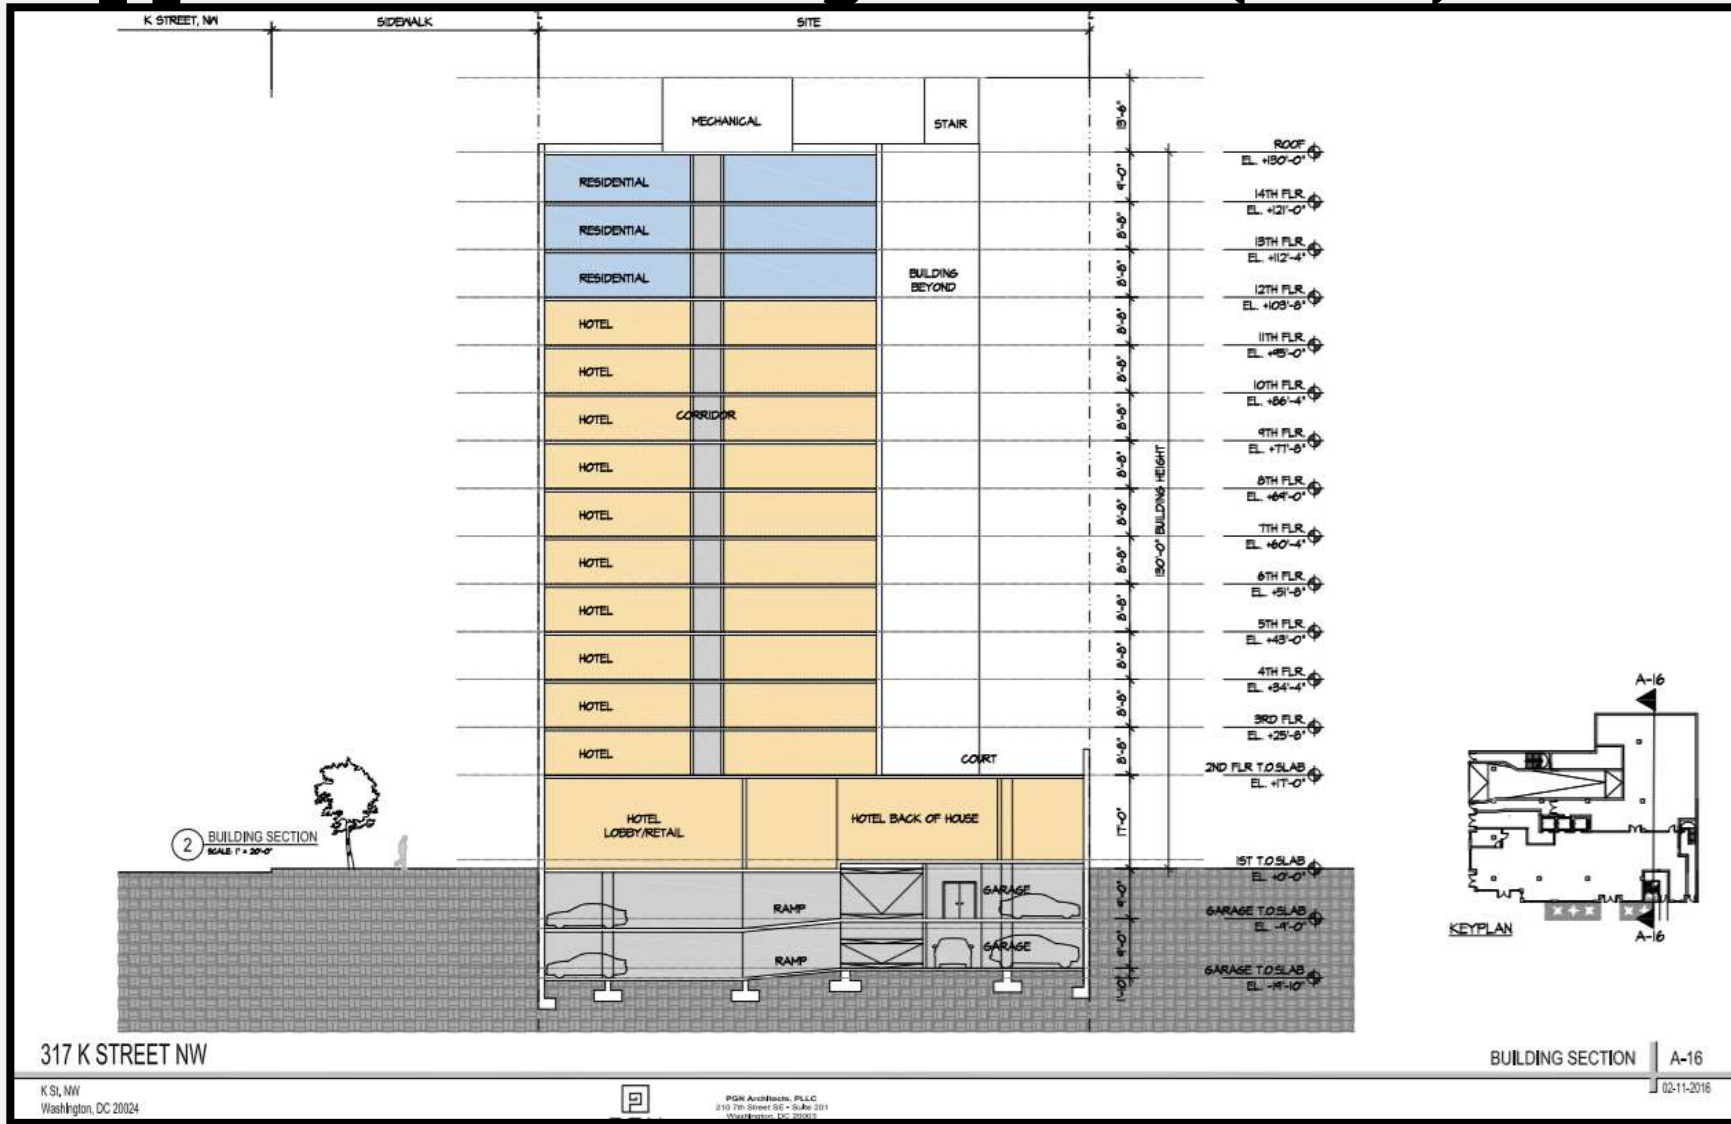 K STREET, NW
SIDEWALK
SITE
MECHANICAL
STAIR
13'-6"
ROOF
EL. +130'-0"
RESIDENTIAL
9'-0"
14TH FLR.
EL. +121'-0"
RESIDENTIAL
8'-8"
13TH FLR.
EL. +112'-4"
RESIDENTIAL
BUILDING
BEYOND
8'-8"
12TH FLR.
EL. +103'-8"
HOTEL
8'-8"
11TH FLR.
EL. +95'-0"
HOTEL
8'-8"
10TH FLR.
EL. +86'-4"
HOTEL
CORRIDOR
8'-8"
9TH FLR.
EL. +77'-8"
HOTEL
8'-8"
130'-0" BUILDING HEIGHT
8TH FLR.
EL. +69'-0"
HOTEL
8'-8"
7TH FLR.
EL. +60'-4"
HOTEL
8'-8"
6TH FLR.
EL. +51'-8"
HOTEL
8'-8"
5TH FLR.
EL. +43'-0"
HOTEL
8'-8"
4TH FLR.
EL. +34'-4"
HOTEL
8'-8"
3RD FLR.
EL. +25'-8"
HOTEL
COURT
8'-8"
2ND FLR T.O.SLAB
EL. +17'-0"
HOTEL
LOBBY/RETAIL
HOTEL BACK OF HOUSE
17'-0"
1ST T.O.SLAB
EL. +0'-0"
2
BUILDING SECTION
SCALE: 1" = 20'-0"
RAMP
GARAGE
9'-0"
GARAGE T.O.SLAB
EL. -9'-0"
RAMP
GARAGE
9'-0"
1'-0"
GARAGE T.O.SLAB
EL. -19'-10"
A-16
KEYPLAN
A-16
317 K STREET NW
BUILDING SECTION
A-16
K St, NW
Washington, DC 20024
PGN Architects, PLLC
210 7th Street SE - Suite 201
Washington, DC 20003
02-11-2016